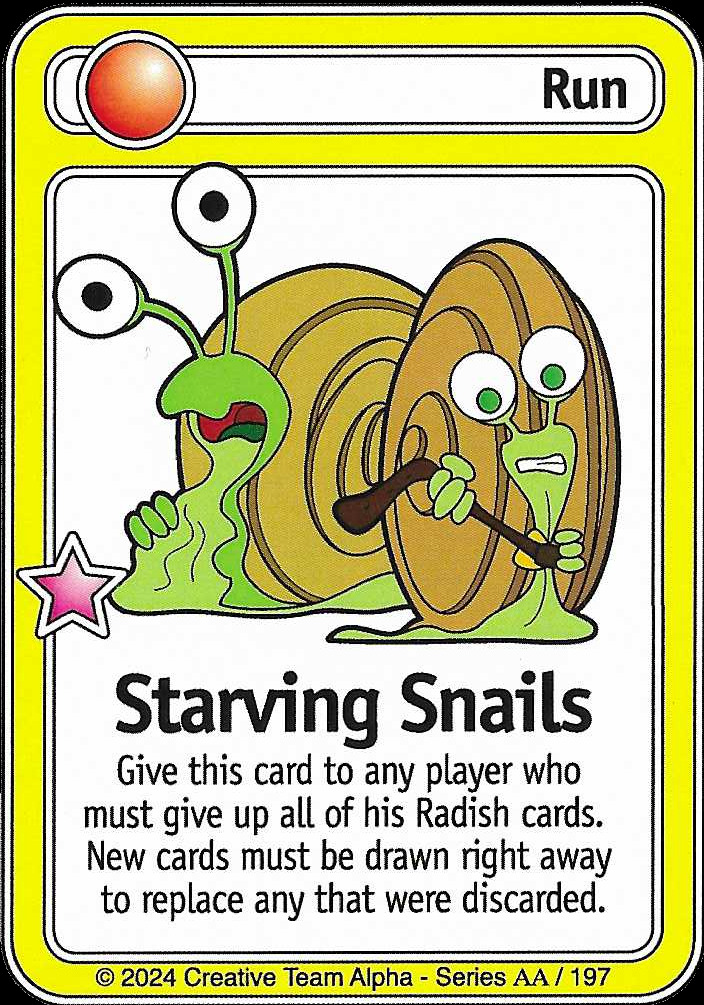 Run
Starving Snails
Give this card to any player who
must give up all of his Radish cards.
New cards must be drawn right away
to replace any that were discarded.
© 2024 Creative Team Alpha - Series AA / 197